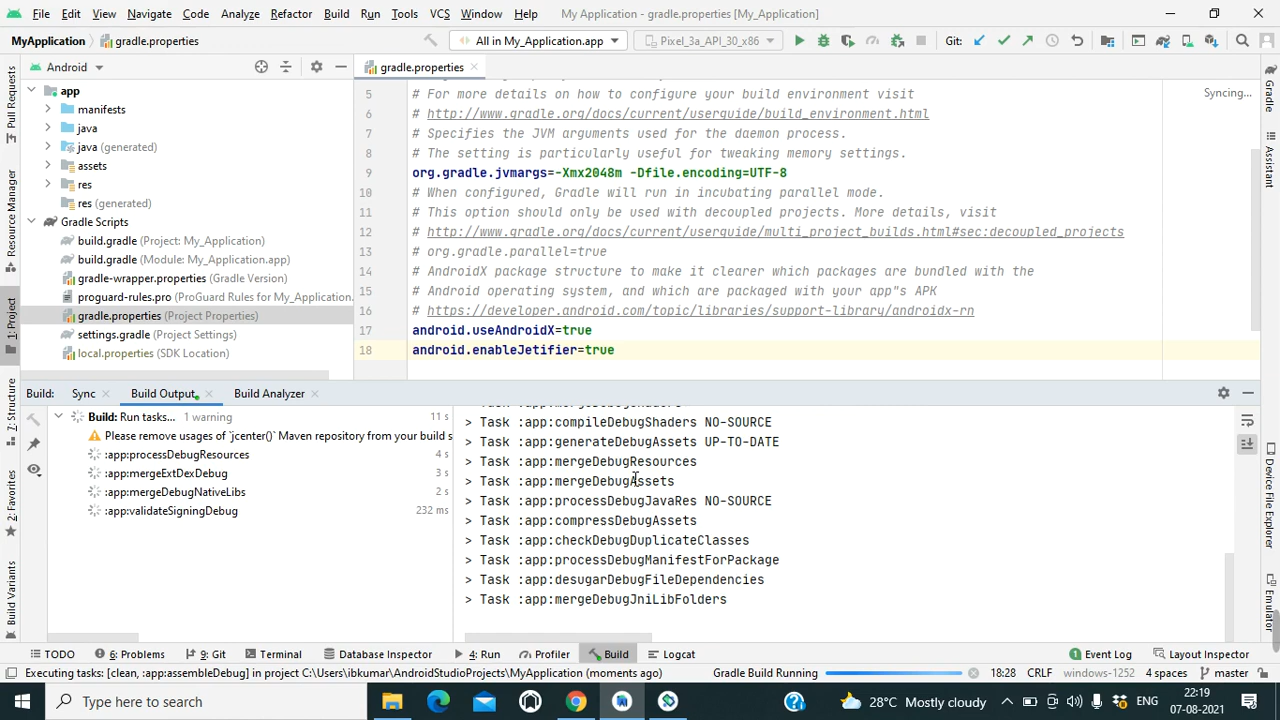 File Edit View Navigate Code Analyze Refactor Build Run Tools VCS Window Help My Application - gradle.properties [My_Application]
MyApplication gradle.properties All in My_Application.app Pixel_3a_API_30_x86 Git:
Android gradle.properties
app
manifests
java
java (generated)
assets
res
res (generated)
Gradle Scripts
build.gradle (Project: My_Application)
build.gradle (Module: My_Application.app)
gradle-wrapper.properties (Gradle Version)
proguard-rules.pro (ProGuard Rules for My_Application.
gradle.properties (Project Properties)
settings.gradle (Project Settings)
local.properties (SDK Location)
Syncing...
5 # For more details on how to configure your build environment visit
6 # http://www.gradle.org/docs/current/userguide/build_environment.html
7 # Specifies the JVM arguments used for the daemon process.
8 # The setting is particularly useful for tweaking memory settings.
9 org.gradle.jvmargs=-Xmx2048m -Dfile.encoding=UTF-8
10 # When configured, Gradle will run in incubating parallel mode.
11 # This option should only be used with decoupled projects. More details, visit
12 # http://www.gradle.org/docs/current/userguide/multi_project_builds.html#sec:decoupled_projects
13 # org.gradle.parallel=true
14 # AndroidX package structure to make it clearer which packages are bundled with the
15 # Android operating system, and which are packaged with your app"s APK
16 # https://developer.android.com/topic/libraries/support-library/androidx-rn
17 android.useAndroidX=true
18 android.enableJetifier=true
Pull Requests
Resource Manager
1: Project
Z: Structure
2: Favorites
Build Variants
Gradle
Assistant
Device File Explorer
Emulator
Build: Sync Build Output Build Analyzer
Build: Run tasks... 1 warning 11 s
Please remove usages of `jcenter()` Maven repository from your build s
:app:processDebugResources 4 s
:app:mergeExtDexDebug 3 s
:app:mergeDebugNativeLibs 2 s
:app:validateSigningDebug 232 ms
> Task :app:compileDebugShaders NO-SOURCE
> Task :app:generateDebugAssets UP-TO-DATE
> Task :app:mergeDebugResources
> Task :app:mergeDebugAssets
> Task :app:processDebugJavaRes NO-SOURCE
> Task :app:compressDebugAssets
> Task :app:checkDebugDuplicateClasses
> Task :app:processDebugManifestForPackage
> Task :app:desugarDebugFileDependencies
> Task :app:mergeDebugJniLibFolders
TODO 6: Problems 9: Git Terminal Database Inspector 4: Run Profiler Build Logcat Event Log Layout Inspector
Executing tasks: [clean, :app:assembleDebug] in project C:\Users\ibkumar\AndroidStudioProjects\MyApplication (moments ago) Gradle Build Running 18:28 CRLF windows-1252 4 spaces master
Type here to search 28°C Mostly cloudy ENG 22:19
07-08-2021